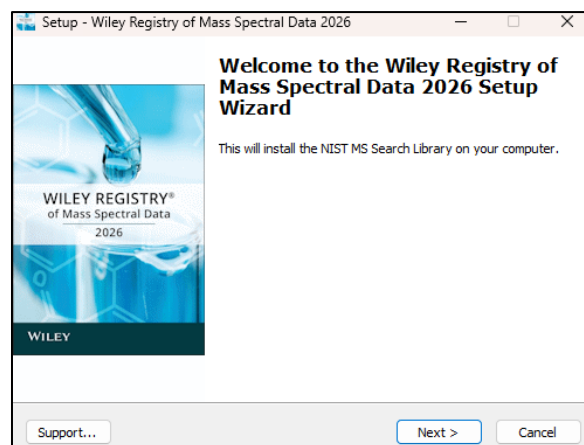 Setup - Wiley Registry of Mass Spectral Data 2026
Welcome to the Wiley Registry of
Mass Spectral Data 2026 Setup
Wizard
This will install the NIST MS Search Library on your computer.
WILEY REGISTRY®
of Mass Spectral Data
2026
WILEY
Support...
Next >
Cancel